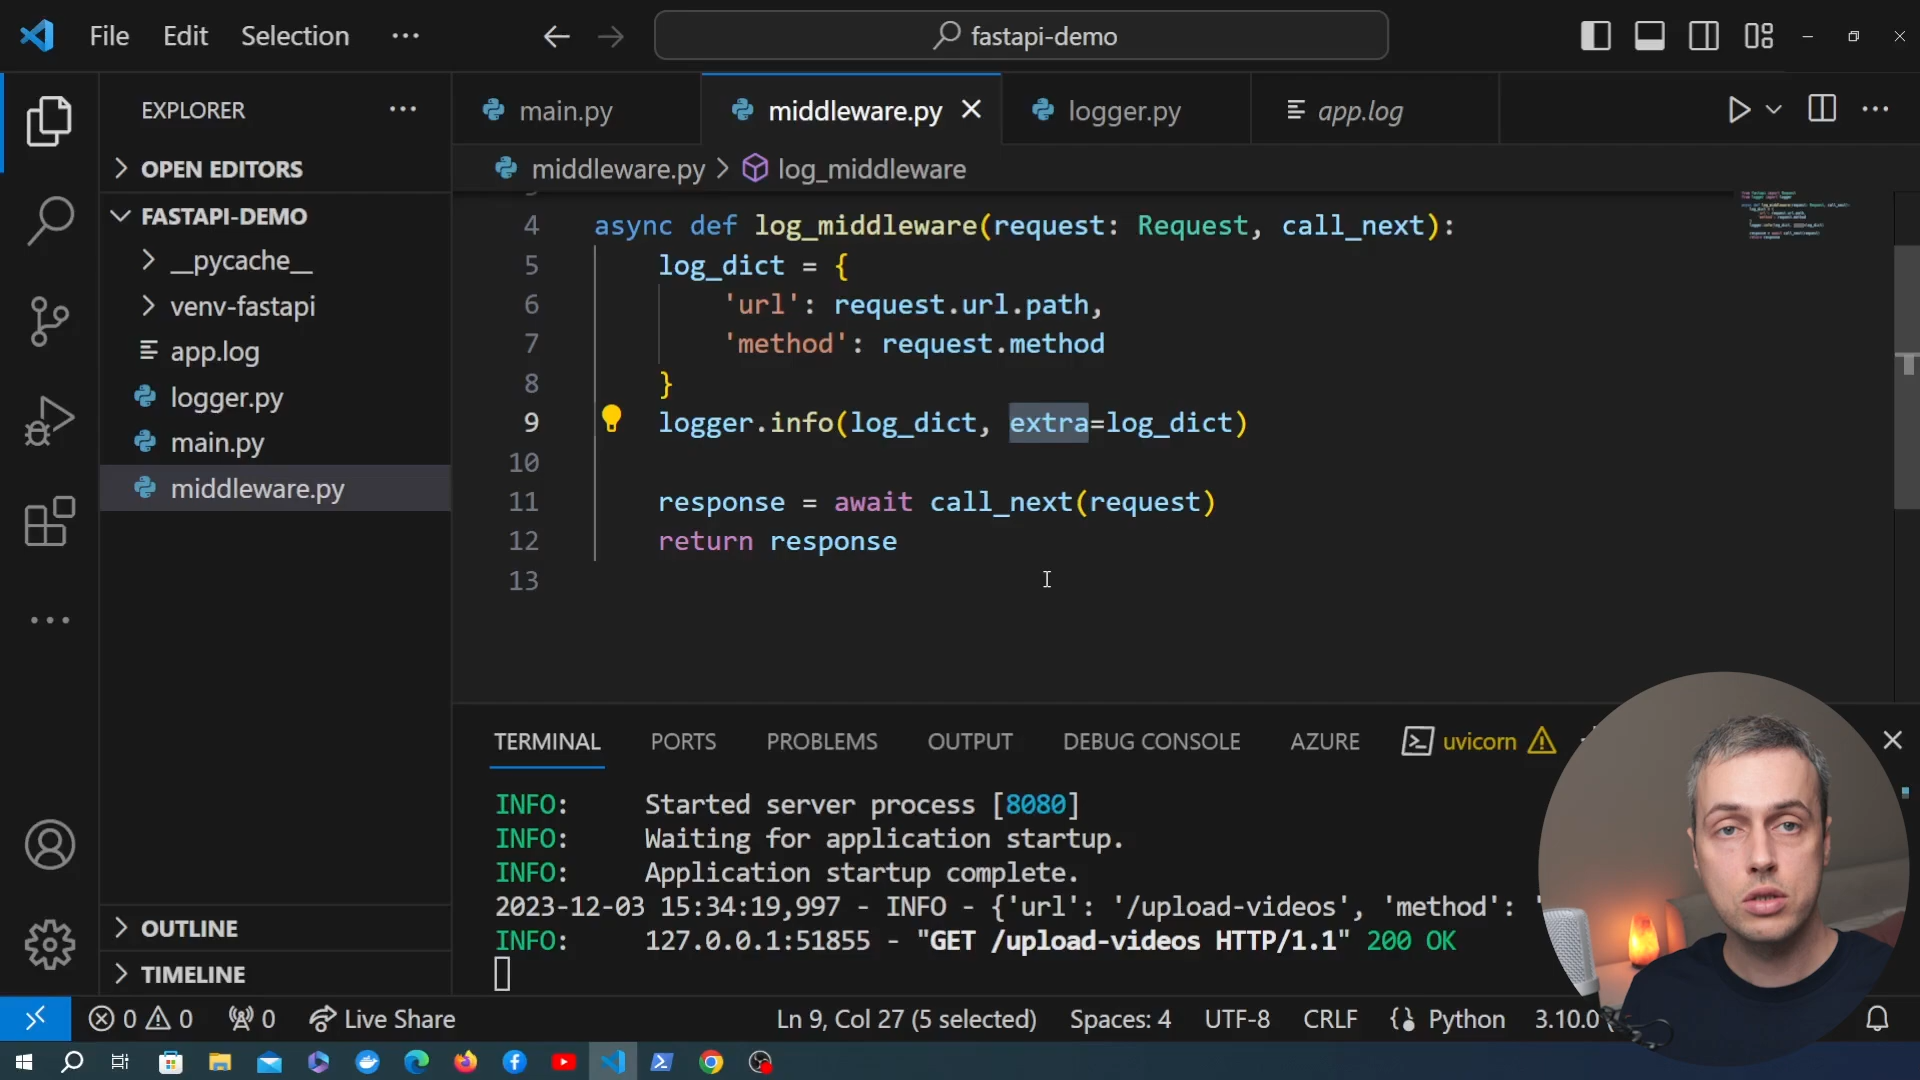 File Edit Selection ···
fastapi-demo
EXPLORER ···
OPEN EDITORS
FASTAPI-DEMO
__pycache__
venv-fastapi
app.log
logger.py
main.py
middleware.py
OUTLINE
TIMELINE
main.py middleware.py logger.py app.log
middleware.py > log_middleware
4 async def log_middleware(request: Request, call_next):
5 log_dict = {
6 'url': request.url.path,
7 'method': request.method
8 }
9 logger.info(log_dict, extra=log_dict)
10
11 response = await call_next(request)
12 return response
13
TERMINAL PORTS PROBLEMS OUTPUT DEBUG CONSOLE AZURE uvicorn
INFO: Started server process [8080]
INFO: Waiting for application startup.
INFO: Application startup complete.
2023-12-03 15:34:19,997 - INFO - {'url': '/upload-videos', 'method': '
INFO: 127.0.0.1:51855 - "GET /upload-videos HTTP/1.1" 200 OK
0 0 0 Live Share Ln 9, Col 27 (5 selected) Spaces: 4 UTF-8 CRLF Python 3.10.0